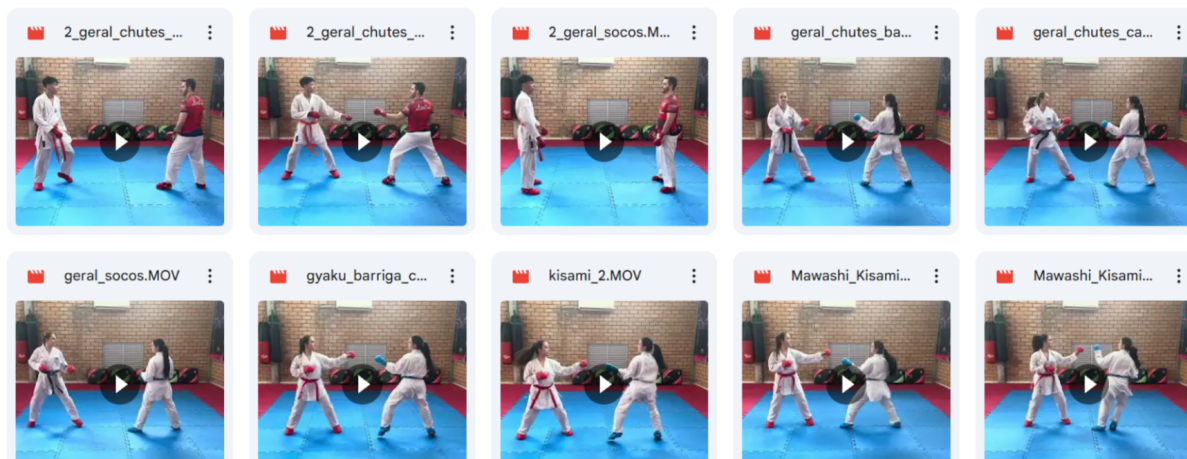 2_geral_chutes_...
2_geral_chutes_...
2_geral_socos.M...
geral_chutes_ba...
geral_chutes_ca...
geral_socos.MOV
gyaku_barriga_c...
kisami_2.MOV
Mawashi_Kisami...
Mawashi_Kisami...